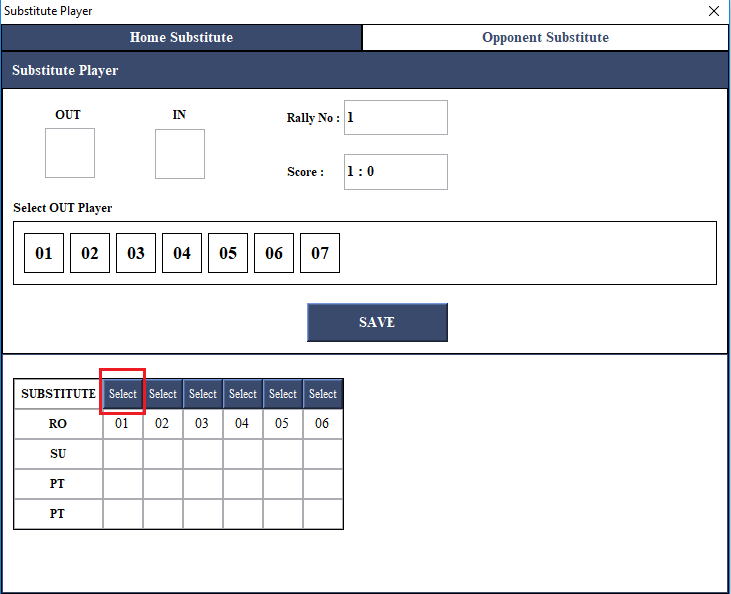 Substitute Player
Home Substitute Opponent Substitute
Substitute Player
OUT IN Rally No : 1
Score : 1 : 0
Select OUT Player
01 02 03 04 05 06 07
SAVE
SUBSTITUTE Select Select Select Select Select Select
RO 01 02 03 04 05 06
SU
PT
PT